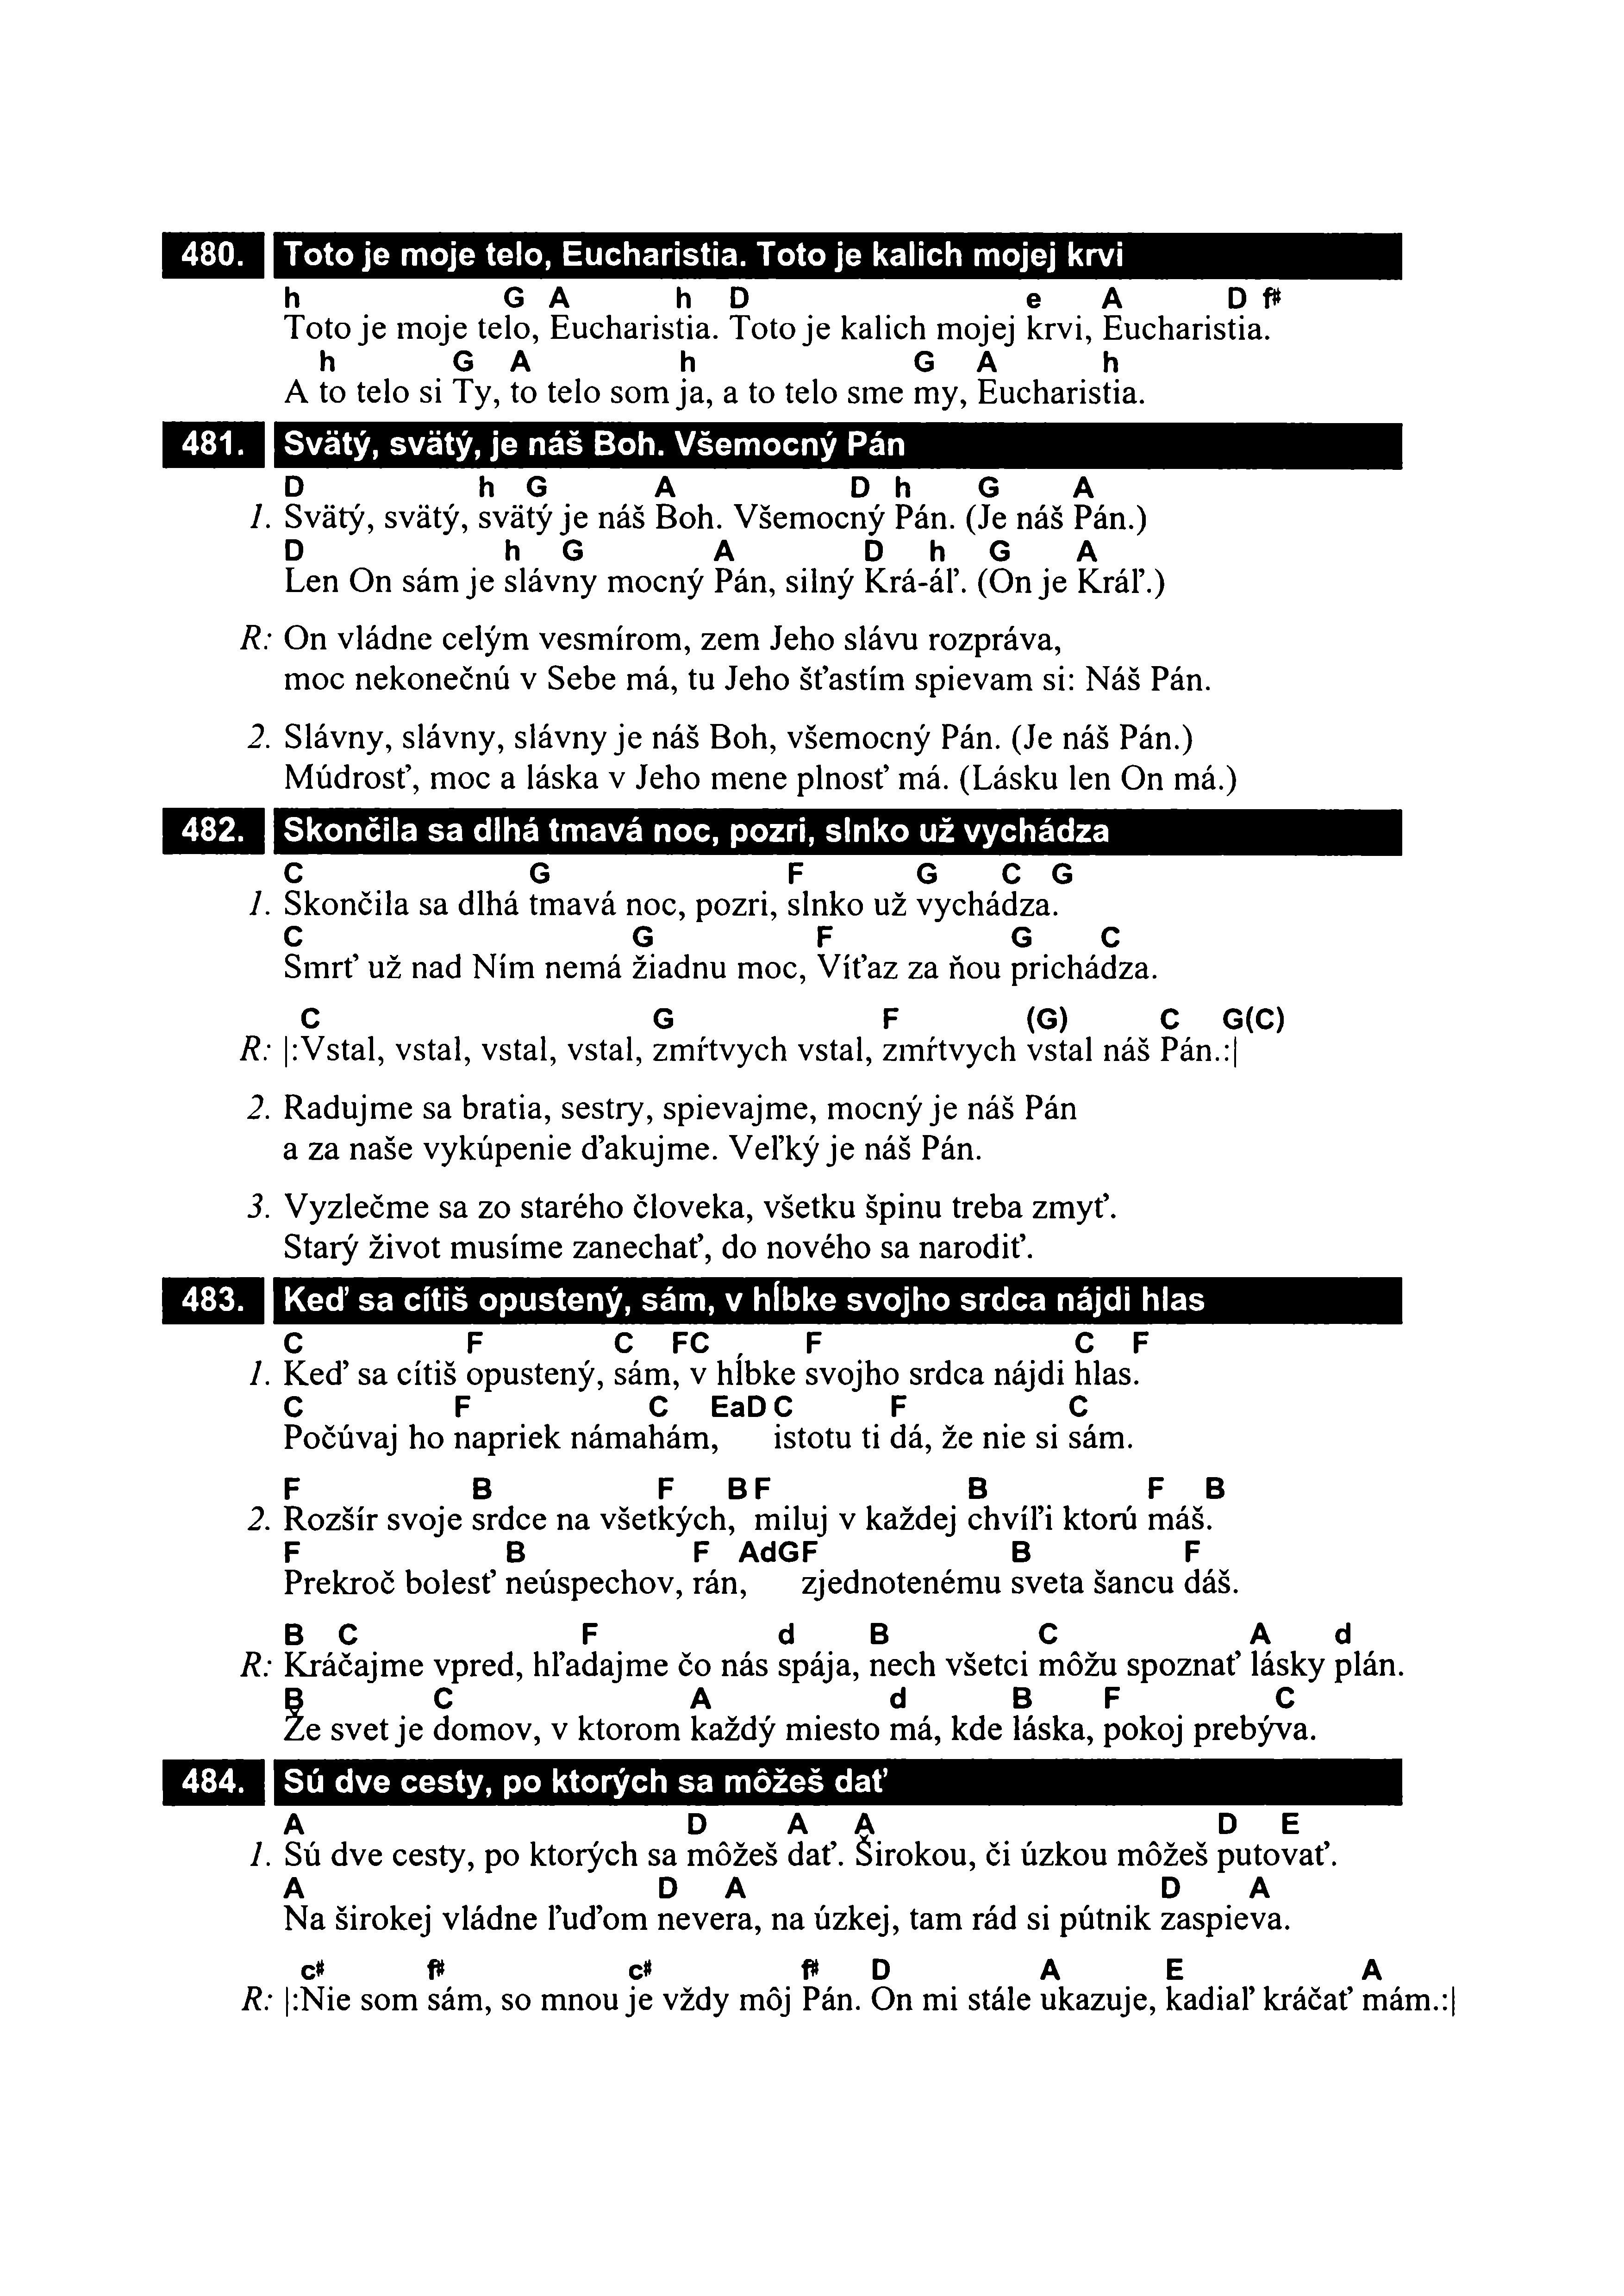 480. Toto je moje telo, Eucharistia. Toto je kalich mojej krvi
h G A h D e A D f#
Toto je moje telo, Eucharistia. Toto je kalich mojej krvi, Eucharistia.
h G A h G A h
A to telo si Ty, to telo som ja, a to telo sme my, Eucharistia.
481. Svätý, svätý, je náš Boh. Všemocný Pán
D h G A D h G A
1. Svätý, svätý, svätý je náš Boh. Všemocný Pán. (Je náš Pán.)
D h G A D h G A
Len On sám je slávny mocný Pán, silný Krá-áľ. (On je Kráľ.)
R: On vládne celým vesmírom, zem Jeho slávu rozpráva,
moc nekonečnú v Sebe má, tu Jeho šťastím spievam si: Náš Pán.
2. Slávny, slávny, slávny je náš Boh, všemocný Pán. (Je náš Pán.)
Múdrosť, moc a láska v Jeho mene plnosť má. (Lásku len On má.)
482. Skončila sa dlhá tmavá noc, pozri, slnko už vychádza
C G F G C G
1. Skončila sa dlhá tmavá noc, pozri, slnko už vychádza.
C G F G C
Smrť už nad Ním nemá žiadnu moc, Víťaz za ňou prichádza.
C G F (G) C G(C)
R: |:Vstal, vstal, vstal, vstal, zmŕtvych vstal, zmŕtvych vstal náš Pán.:|
2. Radujme sa bratia, sestry, spievajme, mocný je náš Pán
a za naše vykúpenie ďakujme. Veľký je náš Pán.
3. Vyzlečme sa zo starého človeka, všetku špinu treba zmyť.
Starý život musíme zanechať, do nového sa narodiť.
483. Keď sa cítiš opustený, sám, v hĺbke svojho srdca nájdi hlas
C F C FC F C F
1. Keď sa cítiš opustený, sám, v hĺbke svojho srdca nájdi hlas.
C F C EaDC F C
Počúvaj ho napriek námahám, istotu ti dá, že nie si sám.
F B F BF B F B
2. Rozšír svoje srdce na všetkých, miluj v každej chvíľi ktorú máš.
F B F AdGF B F
Prekroč bolesť neúspechov, rán, zjednotenému sveta šancu dáš.
B C F d B C A d
R: Kráčajme vpred, hľadajme čo nás spája, nech všetci môžu spoznať lásky plán.
B C A d B F C
Že svet je domov, v ktorom každý miesto má, kde láska, pokoj prebýva.
484. Sú dve cesty, po ktorých sa môžeš dať
A D A A D E
1. Sú dve cesty, po ktorých sa môžeš dať. Širokou, či úzkou môžeš putovať.
A D A D A
Na širokej vládne ľuďom nevera, na úzkej, tam rád si pútnik zaspieva.
c# f# c# f# D A E A
R: |:Nie som sám, so mnou je vždy môj Pán. On mi stále ukazuje, kadiaľ kráčať mám.:|